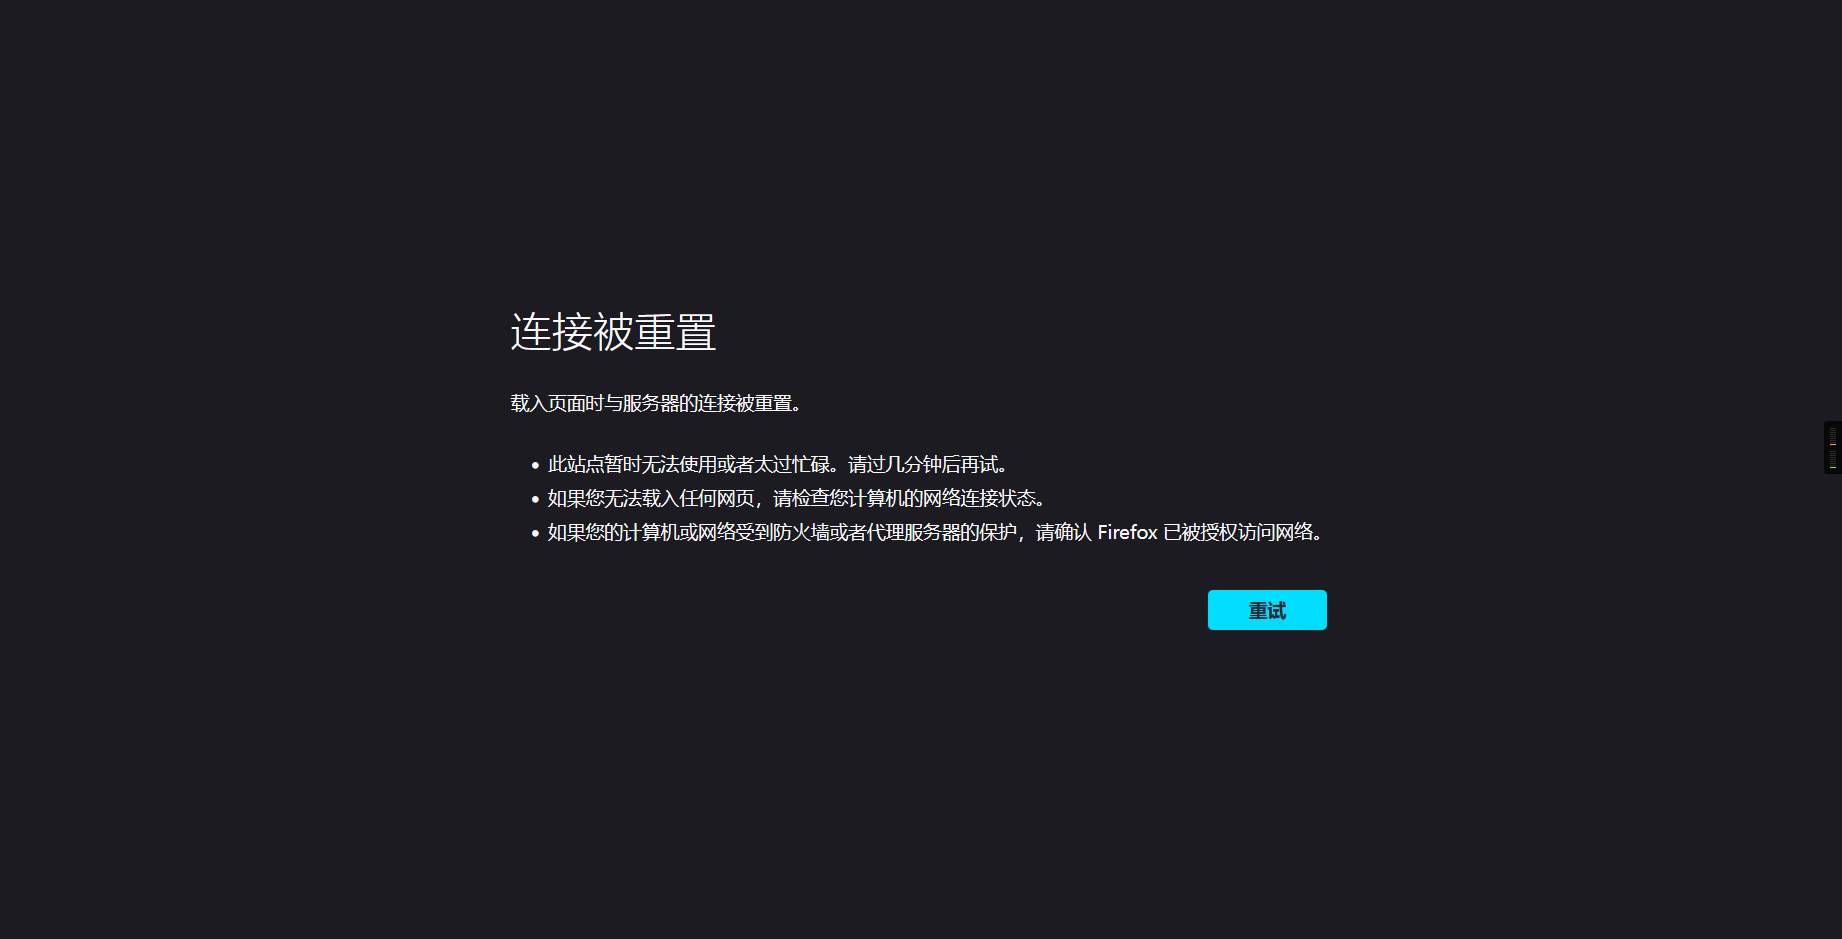 连接被重置
载入页面时与服务器的连接被重置。
此站点暂时无法使用或者太过忙碌。请过几分钟后再试。
如果您无法载入任何网页，请检查您计算机的网络连接状态。
如果您的计算机或网络受到防火墙或者代理服务器的保护，请确认 Firefox 已被授权访问网络。
重试